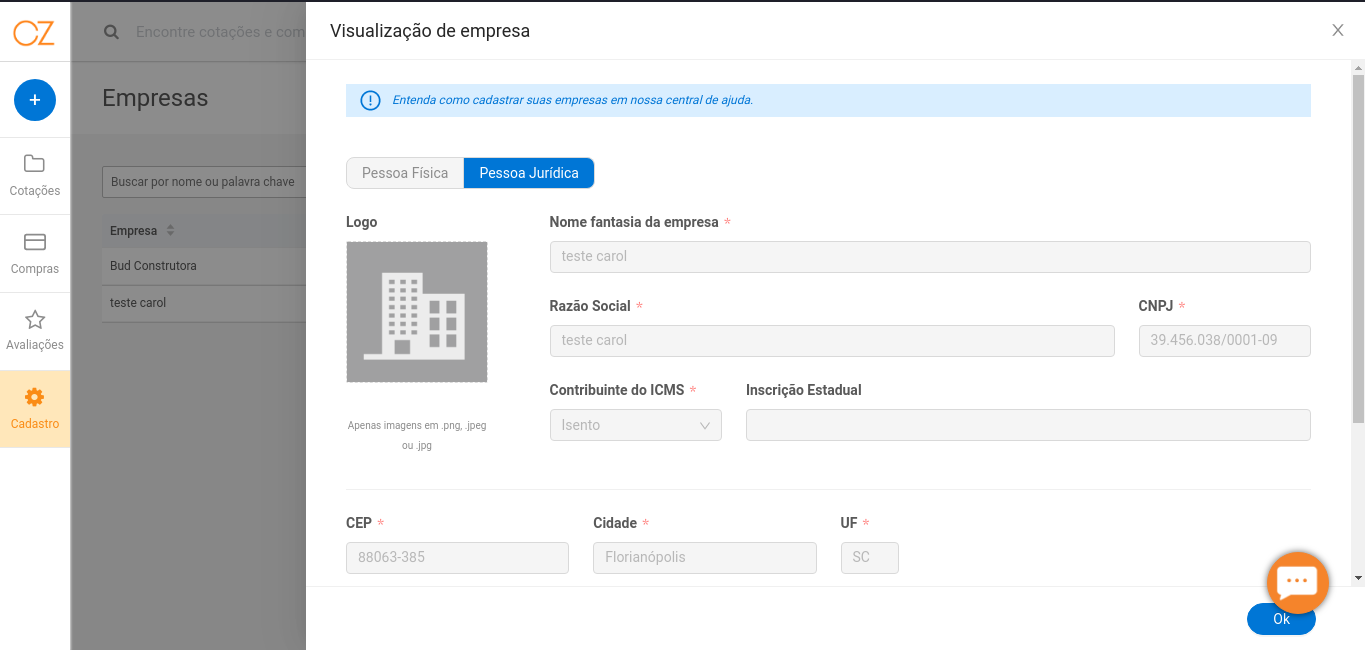 OZ
Encontre cotações e com
Visualização de empresa
Empresas
Entenda como cadastrar suas empresas em nossa central de ajuda.
Cotações
Compras
Avaliações
Cadastro
Buscar por nome ou palavra chave
Empresa
Bud Construtora
teste carol
Pessoa Física
Pessoa Jurídica
Logo
Apenas imagens em .png, .jpeg
ou .jpg
Nome fantasia da empresa *
teste carol
Razão Social *
teste carol
CNPJ *
39.456.038/0001-09
Contribuinte do ICMS *
Isento
Inscrição Estadual
CEP *
88063-385
Cidade *
Florianópolis
UF *
SC
Ok